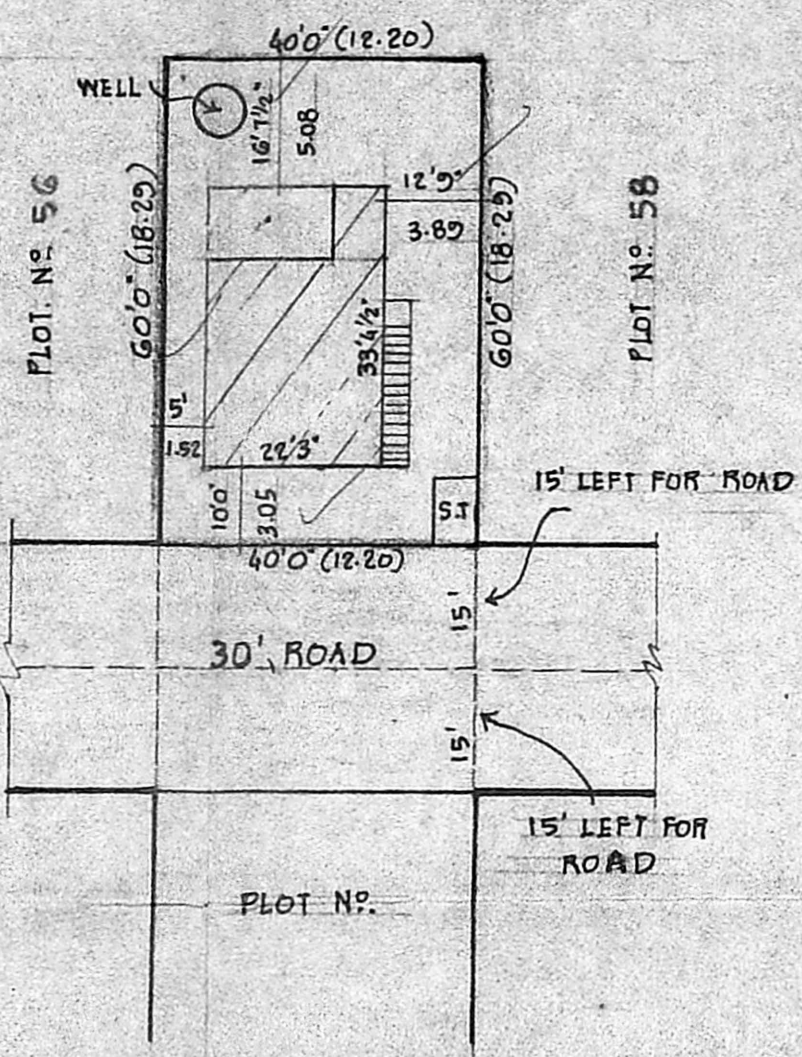 40'0" (12.20)
WELL
16'7½"
5.08
12'9"
3.89
PLOT. Nº 56
60'0" (18.29)
60'0" (18.29)
PLOT Nº. 58
33'4½"
5'
1.52
22'3"
10'0"
3.05
S.T
15' LEFT FOR ROAD
40'0" (12.20)
15'
30', ROAD
15'
15' LEFT FOR
ROAD
PLOT Nº.